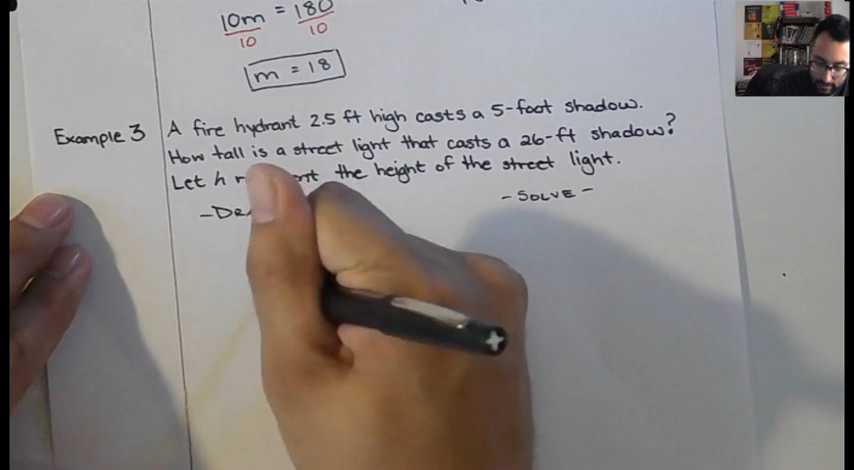 10m = 180
10 10
m = 18
Example 3 A fire hydrant 2.5 ft high casts a 5-foot shadow.
How tall is a street light that casts a 26-ft shadow?
Let h the height of the street light.
- SOLVE -